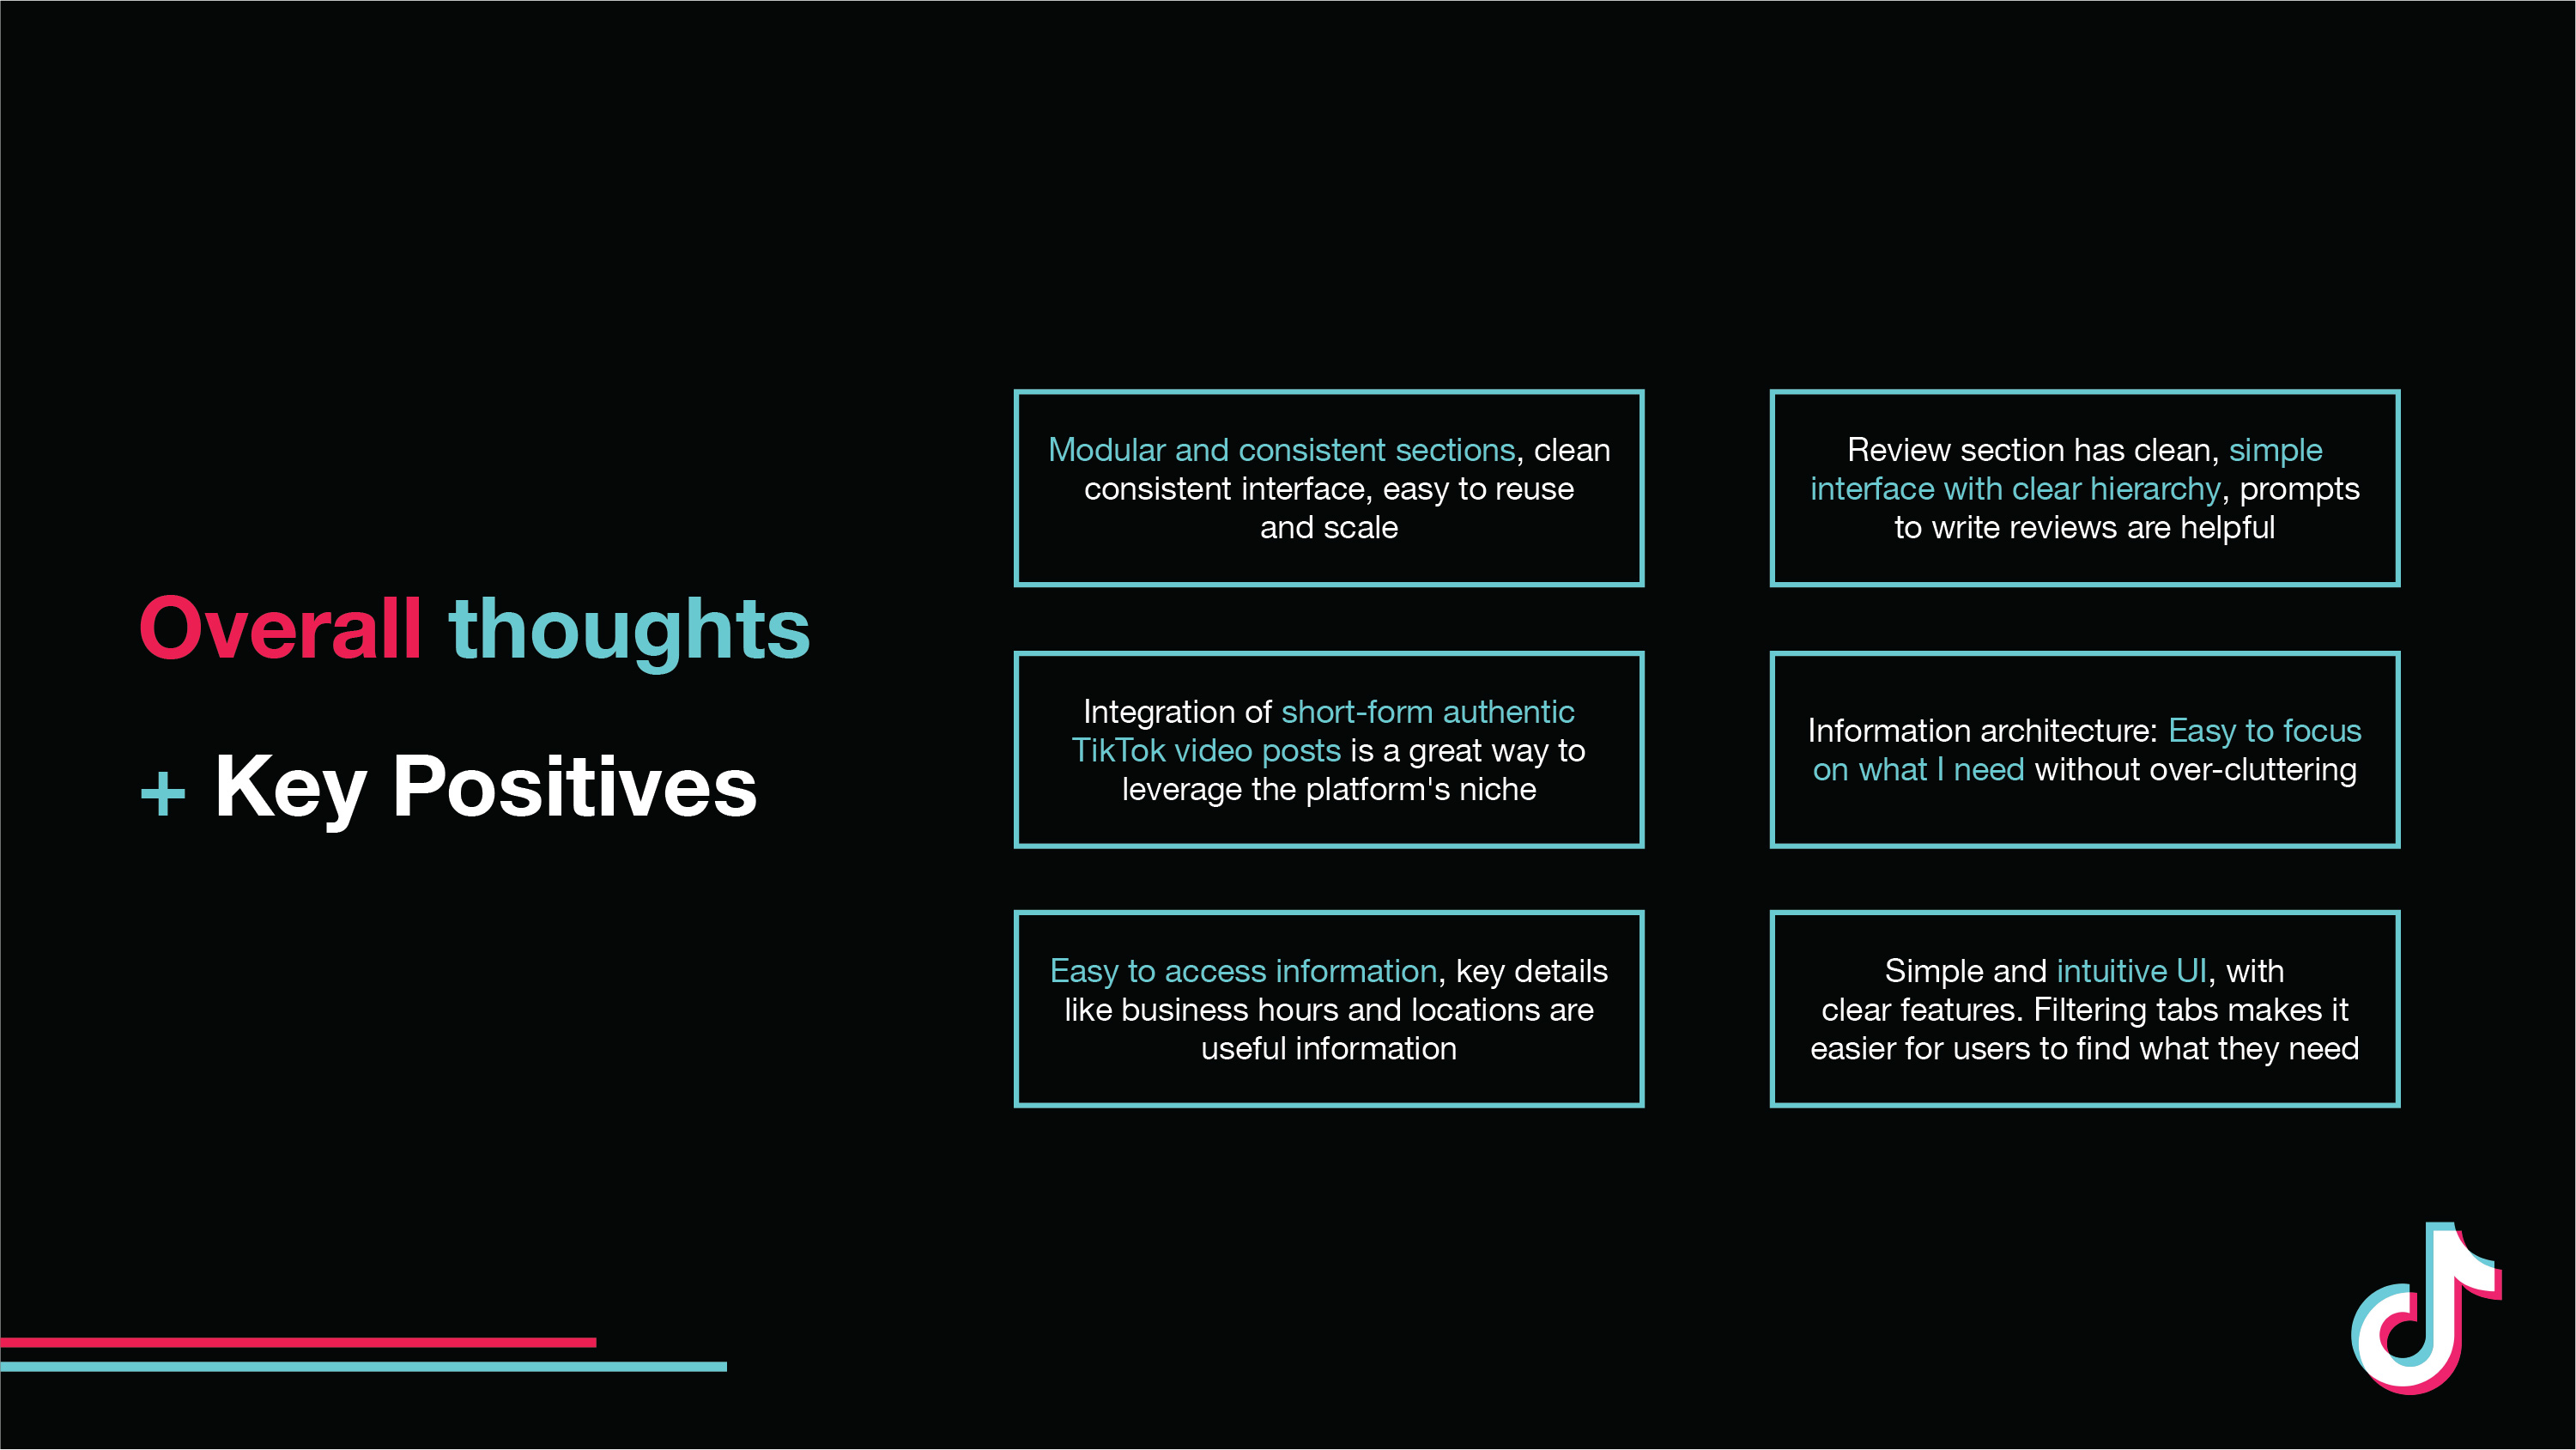 Overall thoughts
+ Key Positives
Modular and consistent sections, clean
consistent interface, easy to reuse
and scale
Review section has clean, simple
interface with clear hierarchy, prompts
to write reviews are helpful
Integration of short-form authentic
TikTok video posts is a great way to
leverage the platform's niche
Information architecture: Easy to focus
on what I need without over-cluttering
Easy to access information, key details
like business hours and locations are
useful information
Simple and intuitive UI, with
clear features. Filtering tabs makes it
easier for users to find what they need